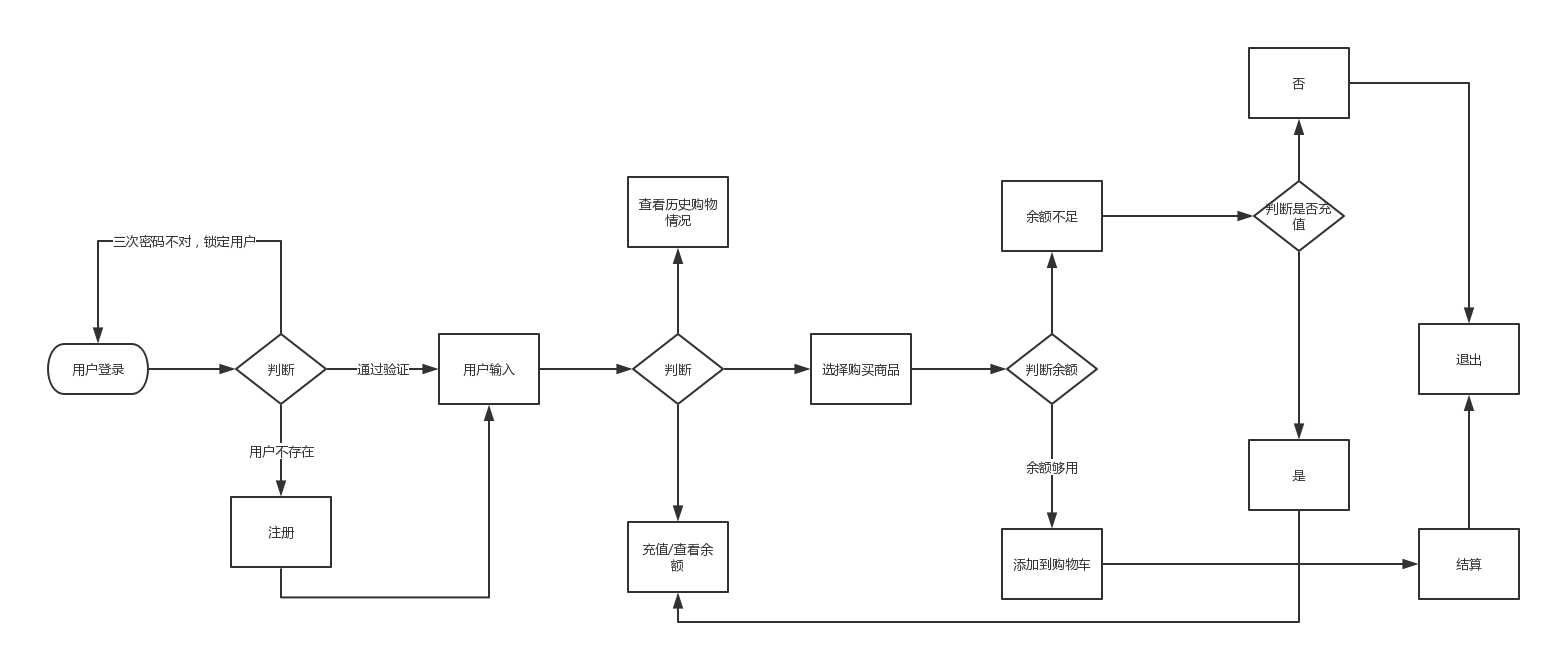 否
查看历史购物
情况
余额不足
判断是否充
值
三次密码不对，锁定用户
用户登录
判断
通过验证
用户输入
判断
选择购买商品
判断余额
退出
用户不存在
余额够用
是
注册
充值/查看余
额
添加到购物车
结算